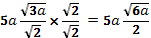 5a √(3a)/√2 × √2/√2 = 5a √(6a)/2